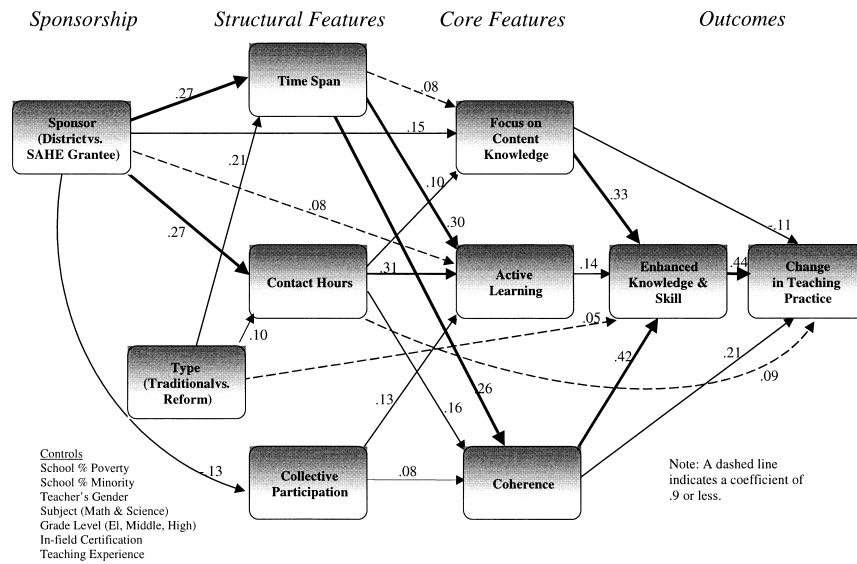 Sponsorship
Structural Features
Core Features
Outcomes
Time Span
.08
.27
Sponsor
(Districtvs.
SAHE Grantee)
.15
Focus on
Content
Knowledge
.21
.10
.33
-.11
.08
.30
.27
Contact Hours
.31
Active
Learning
.14
Enhanced
Knowledge &
Skill
.44
Change
in Teaching
Practice
.10
.05
Type
(Traditionalvs.
Reform)
.42
.21
.09
.13
.16
.26
-.13
Collective
Participation
.08
Coherence
Controls
School % Poverty
School % Minority
Teacher's Gender
Subject (Math & Science)
Grade Level (El, Middle, High)
In-field Certification
Teaching Experience
Note: A dashed line
indicates a coefficient of
.9 or less.